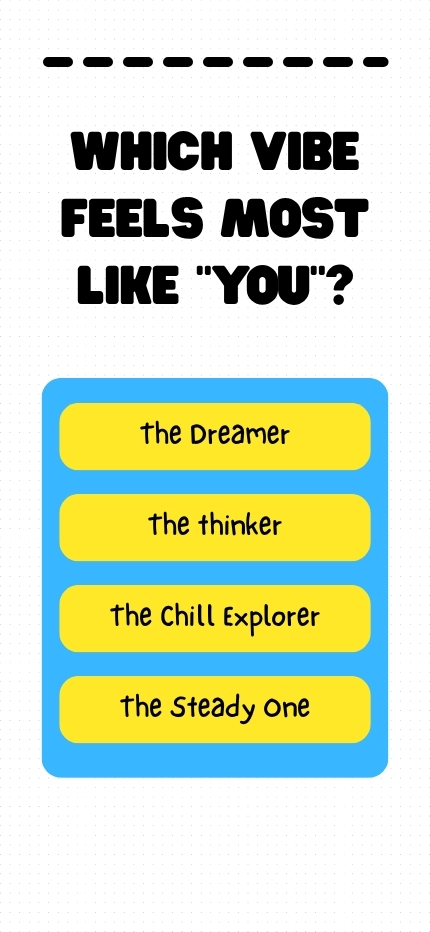 WHICH VIBE
FEELS MOST
LIKE "YOU"?
The Dreamer
The thinker
The Chill Explorer
The Steady One